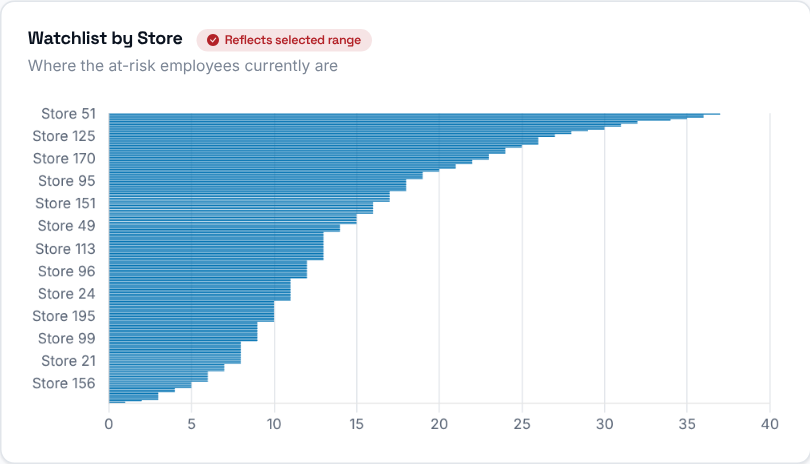 Watchlist by Store
Reflects selected range
Where the at-risk employees currently are
Store 51
Store 125
Store 170
Store 95
Store 151
Store 49
Store 113
Store 96
Store 24
Store 195
Store 99
Store 21
Store 156
0 5 10 15 20 25 30 35 40